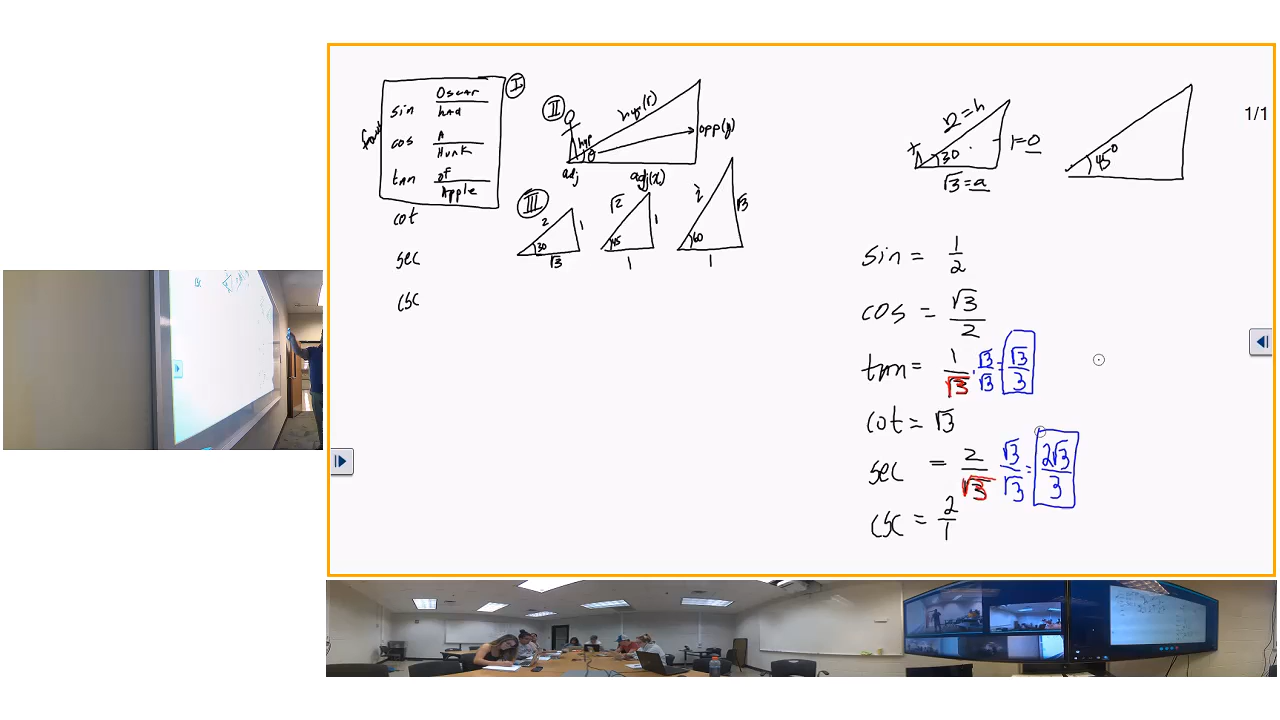 I
sin Oscar/had
cos A/Hunk
tan of/Apple
cot
sec
csc
II
hyp(r)
hyp
θ
opp(y)
adj
adj(x)
III
2
30
1
√3
√2
45
1
1
2
60
√3
1
2=h
30
1=o
√3=a
45°
1/1
sin = 1/2
cos = √3/2
tan = 1/√3 · √3/√3 = √3/3
cot = √3
sec = 2/√3 √3/√3 = 2√3/3
csc = 2/1